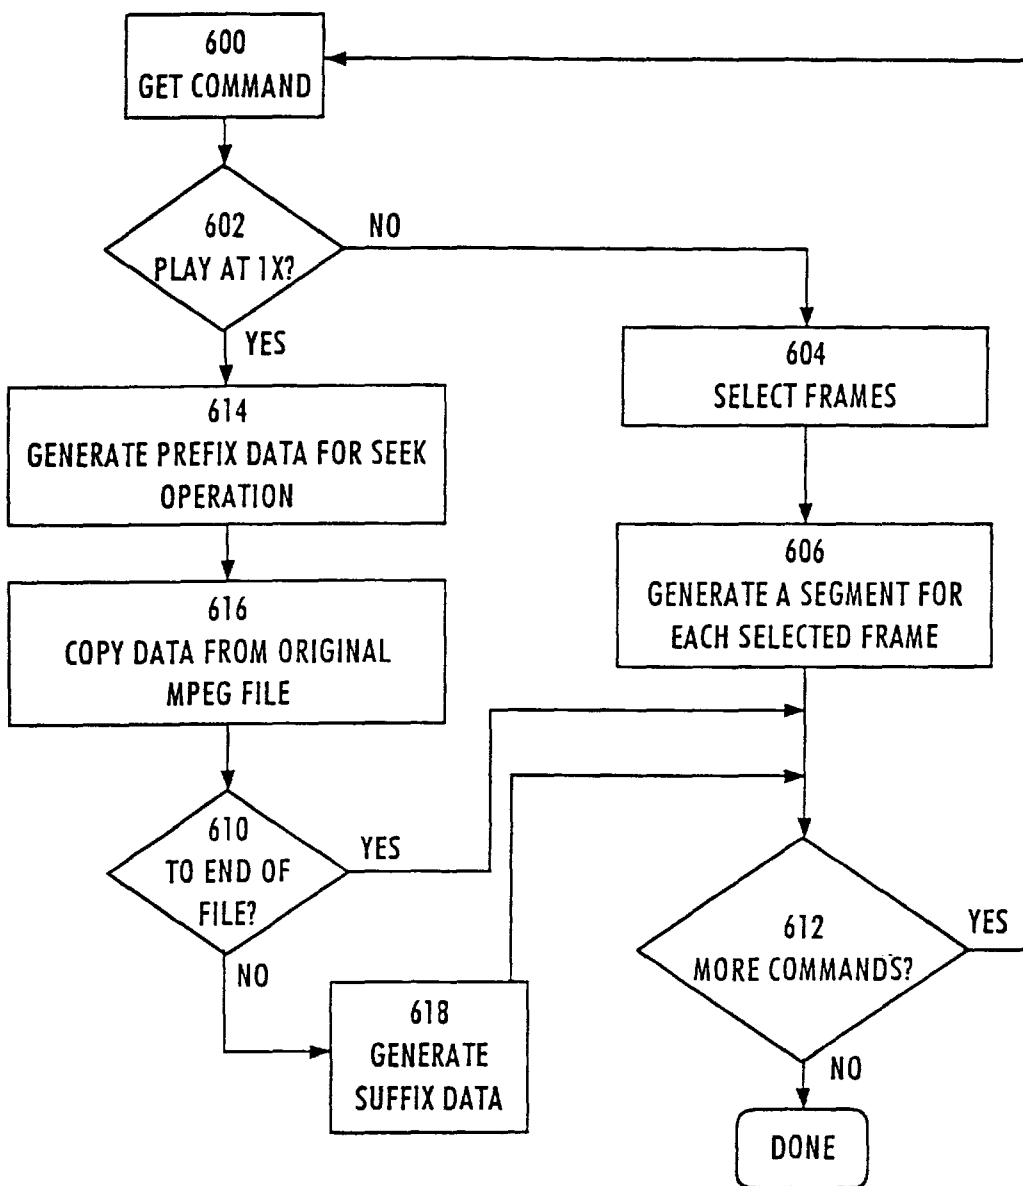 600
GET COMMAND
602
PLAY AT 1X?
NO
YES
604
SELECT FRAMES
614
GENERATE PREFIX DATA FOR SEEK
OPERATION
606
GENERATE A SEGMENT FOR
EACH SELECTED FRAME
616
COPY DATA FROM ORIGINAL
MPEG FILE
610
TO END OF
FILE?
YES
NO
612
MORE COMMANDS?
YES
NO
618
GENERATE
SUFFIX DATA
DONE